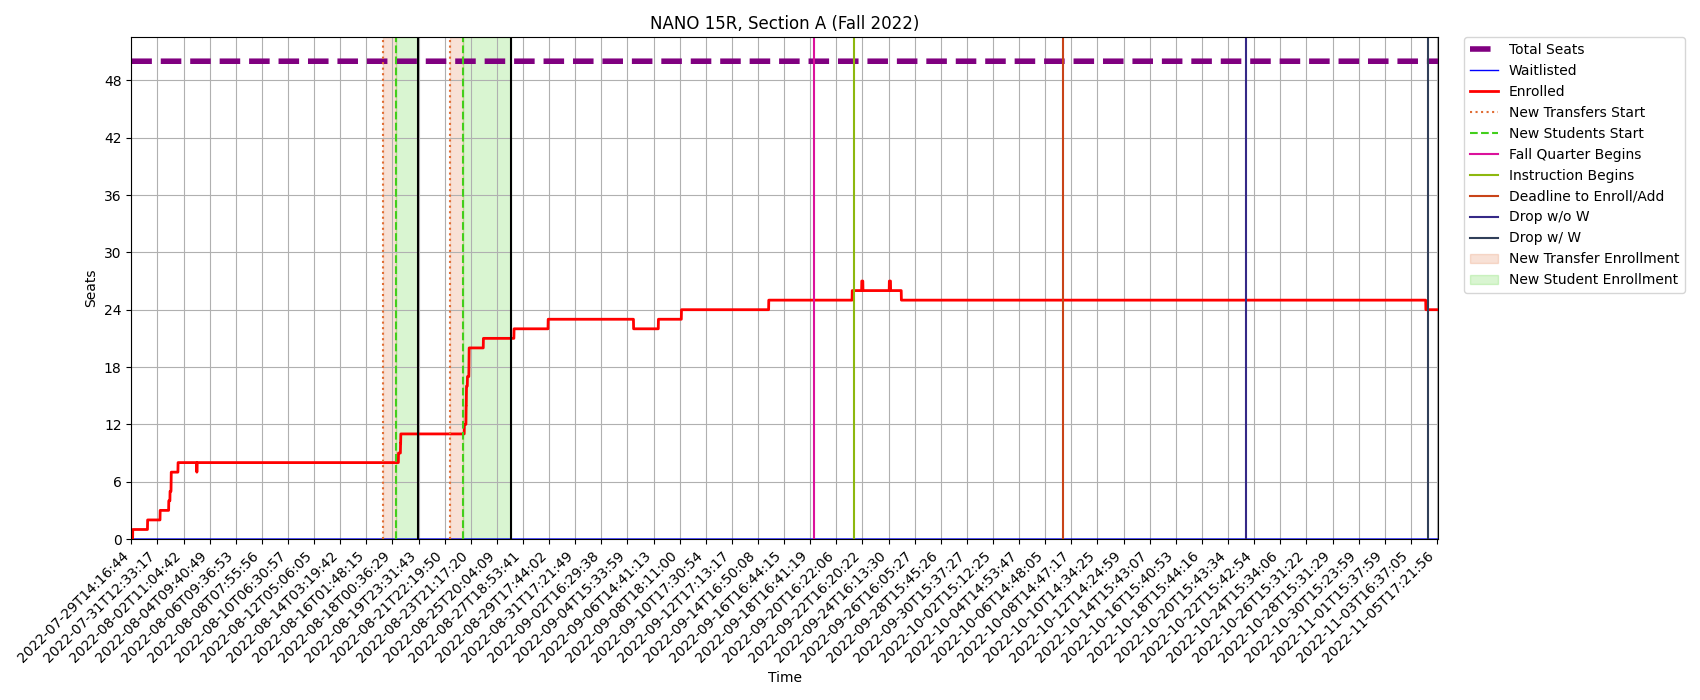 NANO 15R, Section A (Fall 2022)
Total Seats
Waitlisted
Enrolled
New Transfers Start
New Students Start
Fall Quarter Begins
Instruction Begins
Deadline to Enroll/Add
Drop w/o W
Drop w/ W
New Transfer Enrollment
New Student Enrollment
Seats
48
42
36
30
24
18
12
6
0
2022-07-29T14:16:44
2022-07-31T12:33:17
2022-08-02T11:04:42
2022-08-04T09:40:49
2022-08-06T09:36:53
2022-08-08T07:55:56
2022-08-10T06:30:57
2022-08-12T05:06:05
2022-08-14T03:19:42
2022-08-16T01:48:15
2022-08-18T00:36:29
2022-08-19T23:31:43
2022-08-21T22:19:50
2022-08-23T21:17:20
2022-08-25T20:04:09
2022-08-27T18:53:41
2022-08-29T17:44:02
2022-08-31T17:21:49
2022-09-02T16:29:38
2022-09-04T15:33:59
2022-09-06T14:41:13
2022-09-08T18:11:00
2022-09-10T17:30:54
2022-09-12T17:13:17
2022-09-14T16:50:08
2022-09-16T16:44:15
2022-09-18T16:41:19
2022-09-20T16:22:06
2022-09-22T16:20:22
2022-09-24T16:13:30
2022-09-26T16:05:27
2022-09-28T15:45:26
2022-09-30T15:37:27
2022-10-02T15:12:25
2022-10-04T14:53:47
2022-10-06T14:48:05
2022-10-08T14:47:17
2022-10-10T14:34:25
2022-10-12T14:24:59
2022-10-14T15:43:07
2022-10-16T15:40:53
2022-10-18T15:44:16
2022-10-20T15:43:34
2022-10-22T15:42:54
2022-10-24T15:34:06
2022-10-26T15:31:22
2022-10-28T15:31:29
2022-10-30T15:23:59
2022-11-01T15:37:59
2022-11-03T16:37:05
2022-11-05T17:21:56
Time